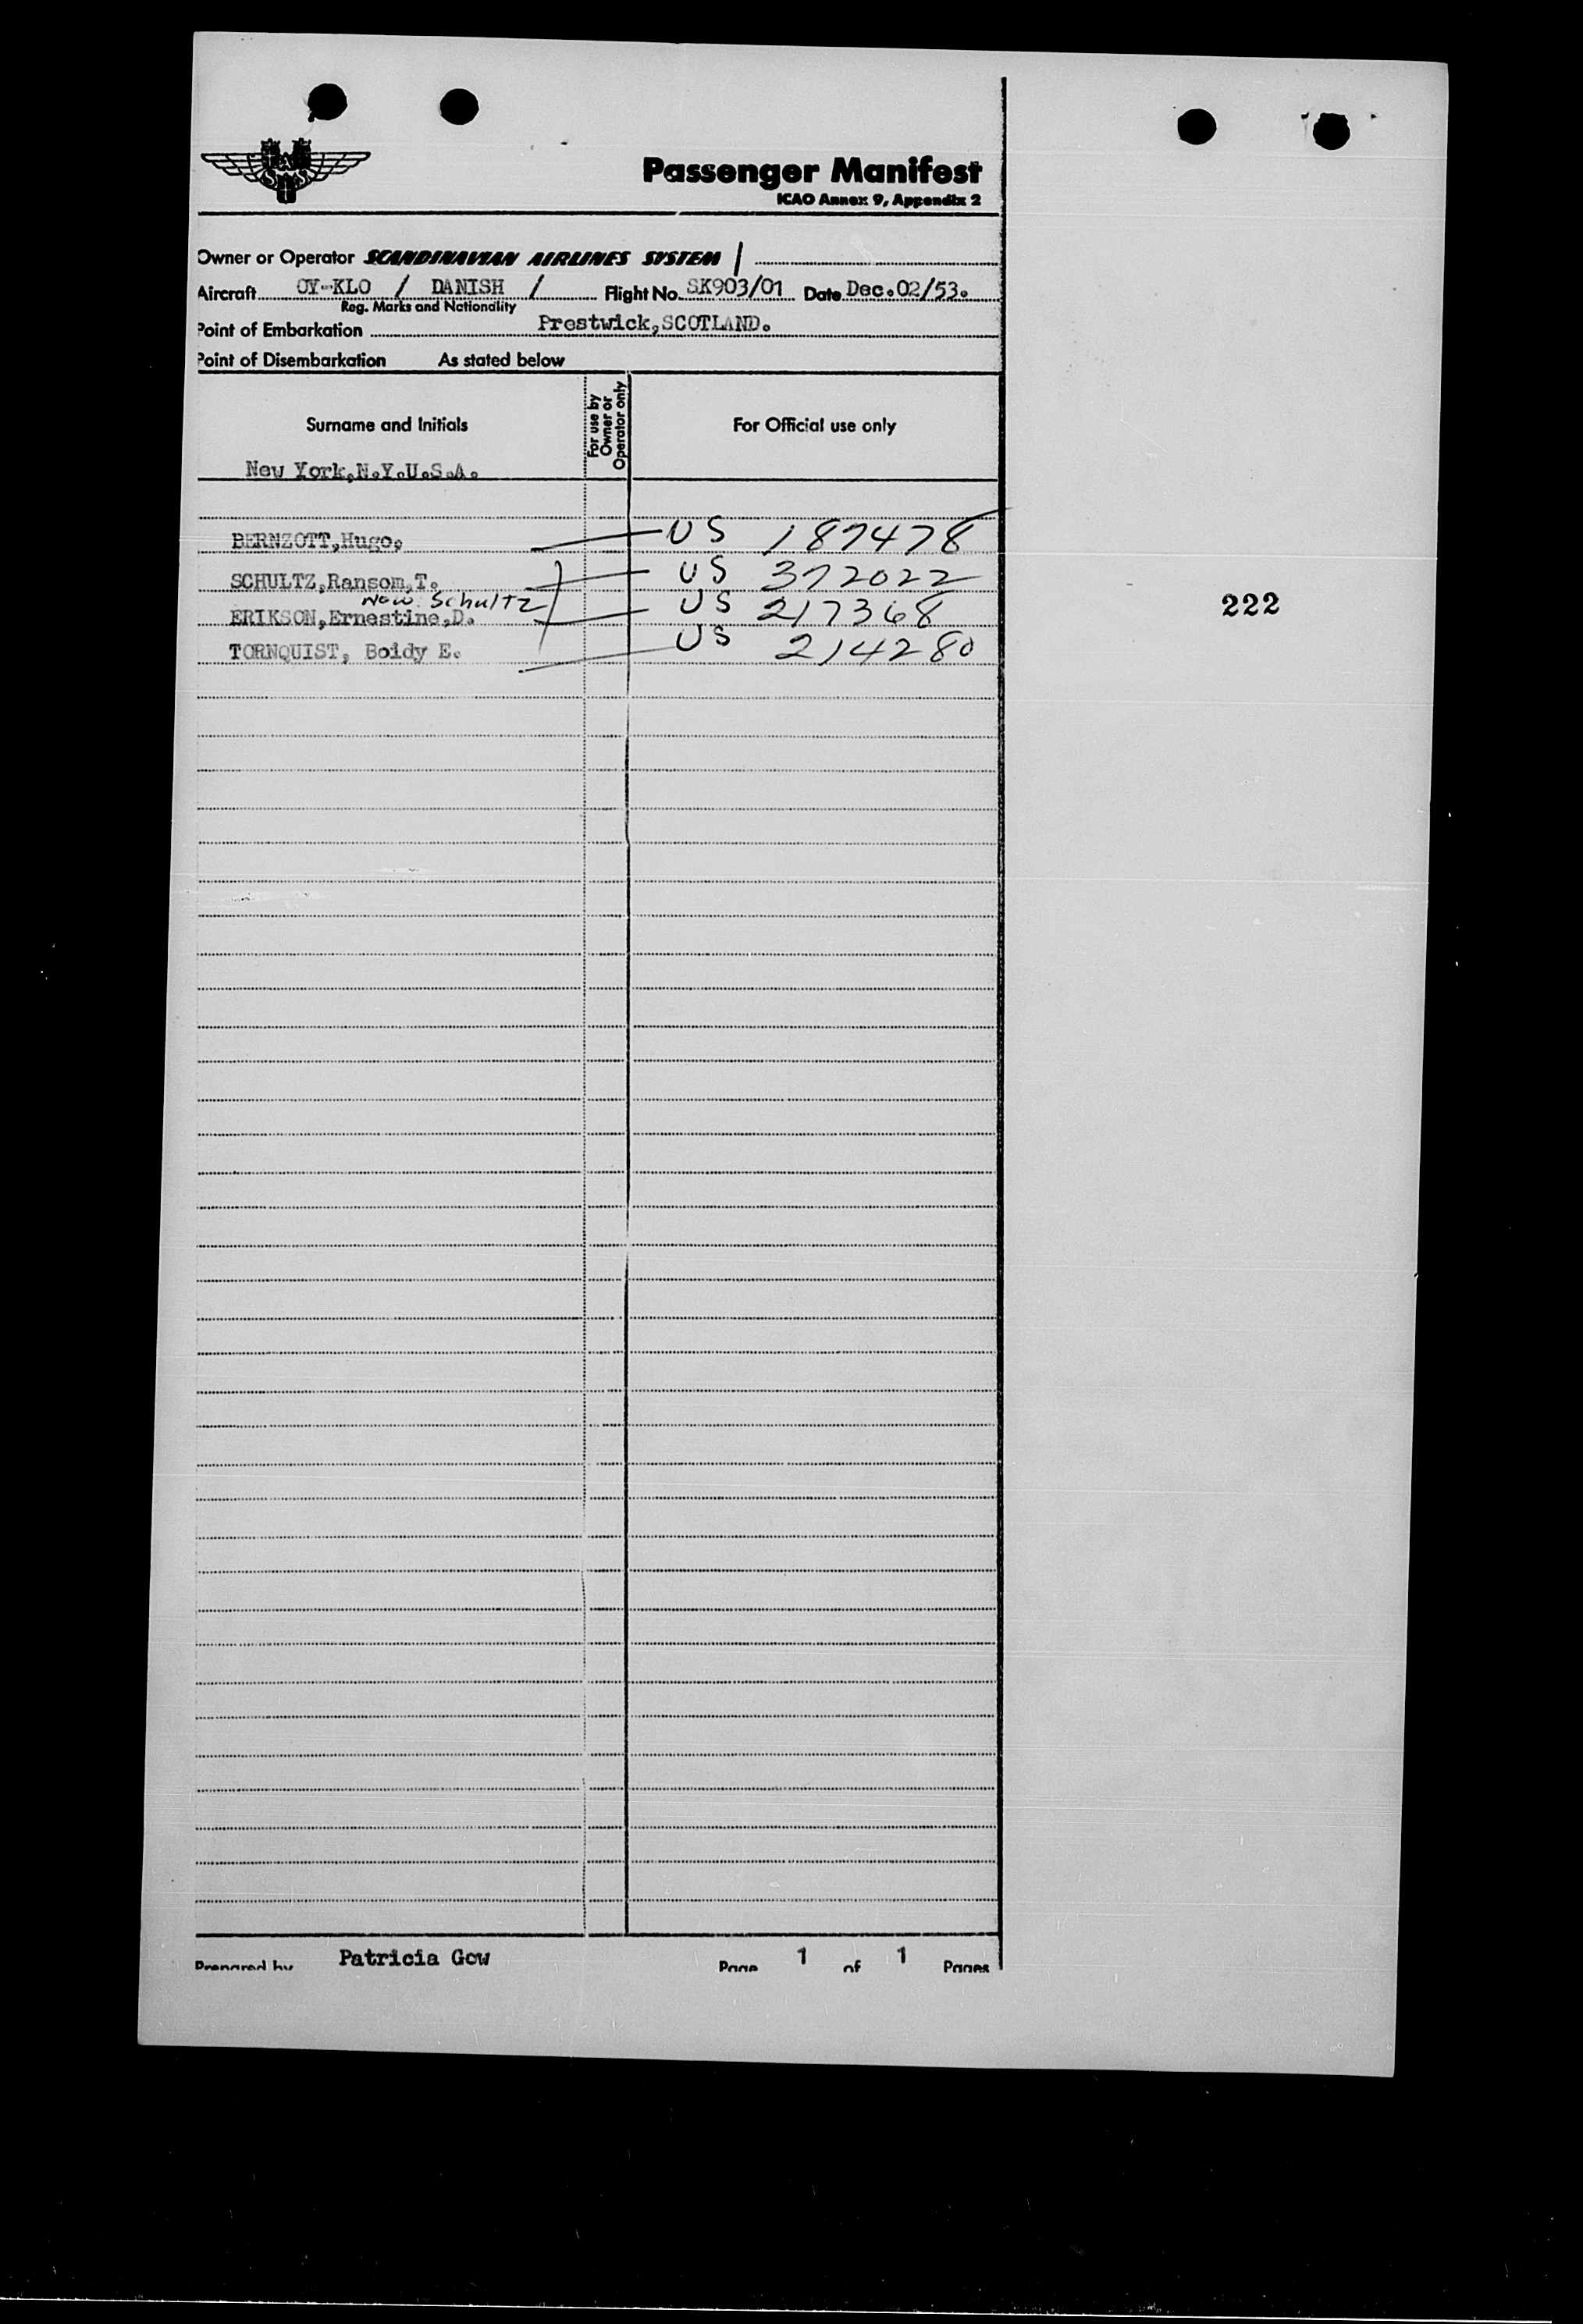 Passenger Manifest
ICAO Annex 9, Appendix 2
Owner or Operator SCANDINAVIAN AIRLINES SYSTEM /
Aircraft OY-KLO / DANISH / Flight No. SK903/01 Date Dec.02/53.
Reg. Marks and Nationality
Point of Embarkation Prestwick,SCOTLAND.
Point of Disembarkation As stated below
Surname and Initials
For use by
Owner or
Operator only
For Official use only
New York,N.Y.U.S.A.
BERNZOTT,Hugo, US 187478
SCHULTZ,Ransom,T. US 372022
now Schultz
ERIKSON,Ernestine,D. US 217368
222
TORNQUIST, Boidy E. US 214280
Prepared by Patricia Gow Page 1 of 1 Pages